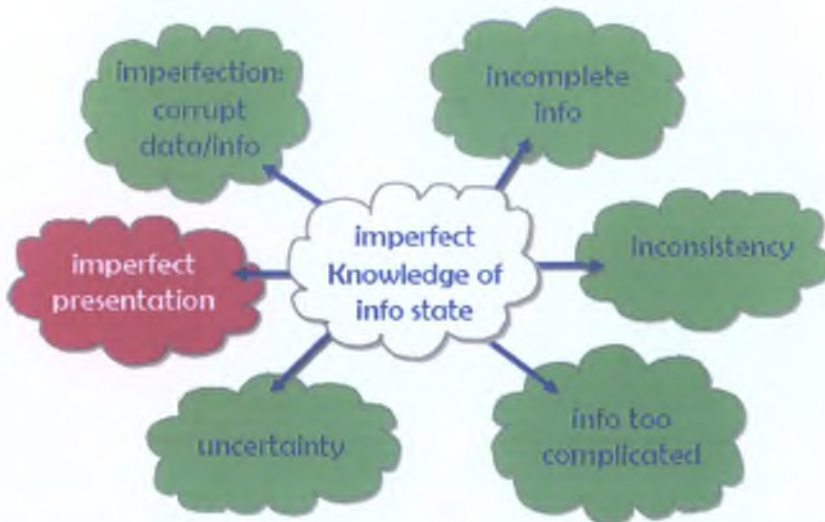 imperfection:
corrupt
data/info
incomplete
info
imperfect
Knowledge of
info state
inconsistency
imperfect
presentation
uncertainty
info too
complicated